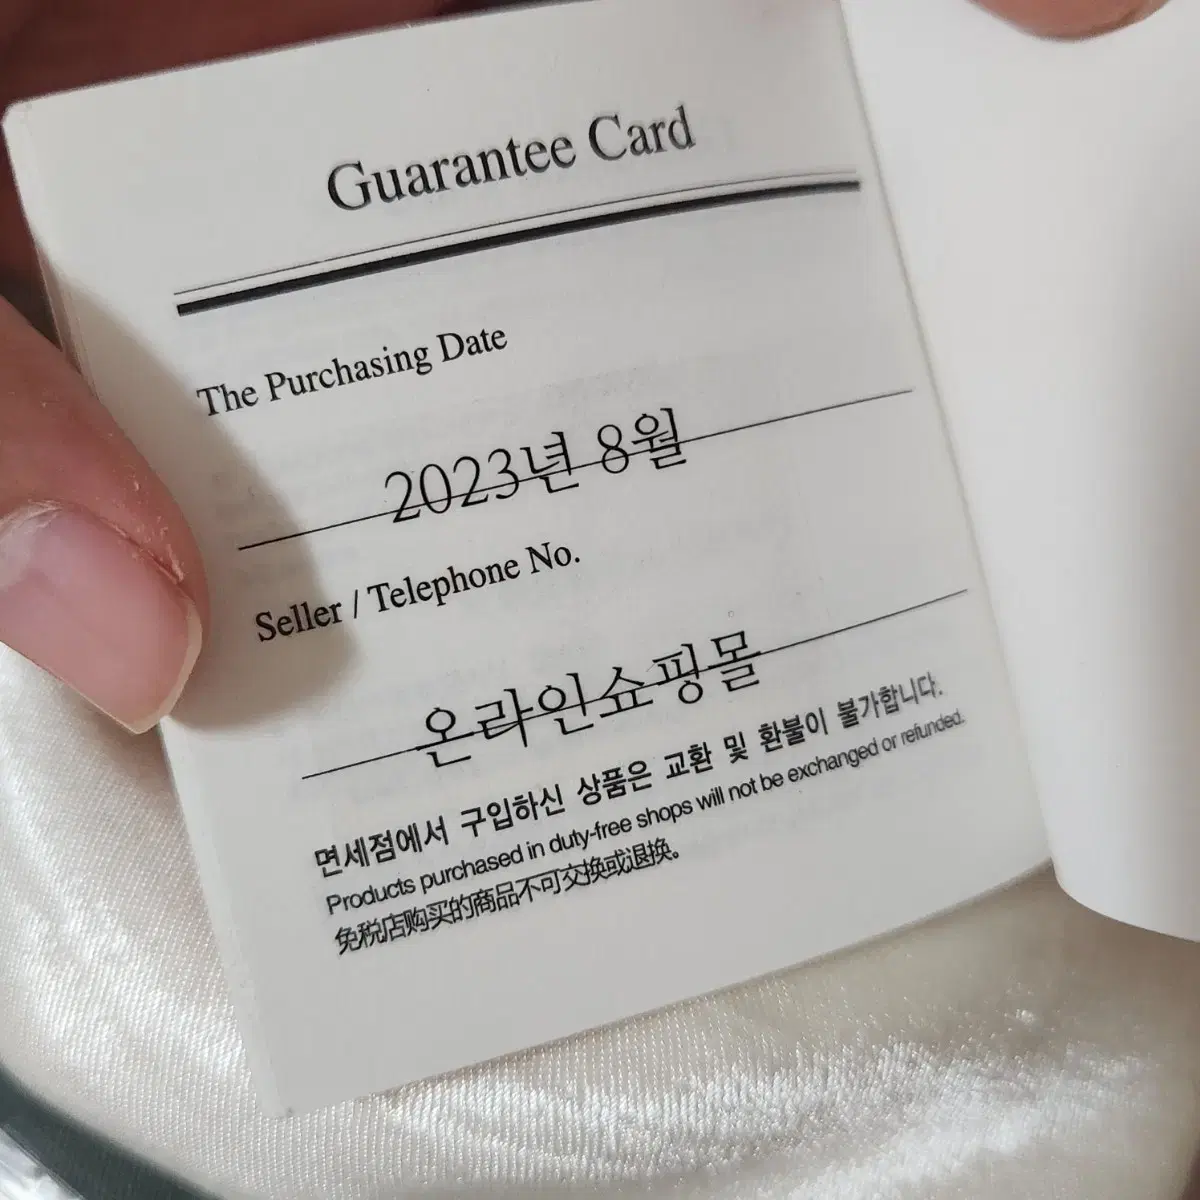 Guarantee Card
The Purchasing Date
2023년 8월
Seller / Telephone No.
온라인쇼핑몰
면세점에서 구입하신 상품은 교환 및 환불이 불가합니다.
Products purchased in duty-free shops will not be exchanged or refunded.
免税店购买的商品不可交换或退换。